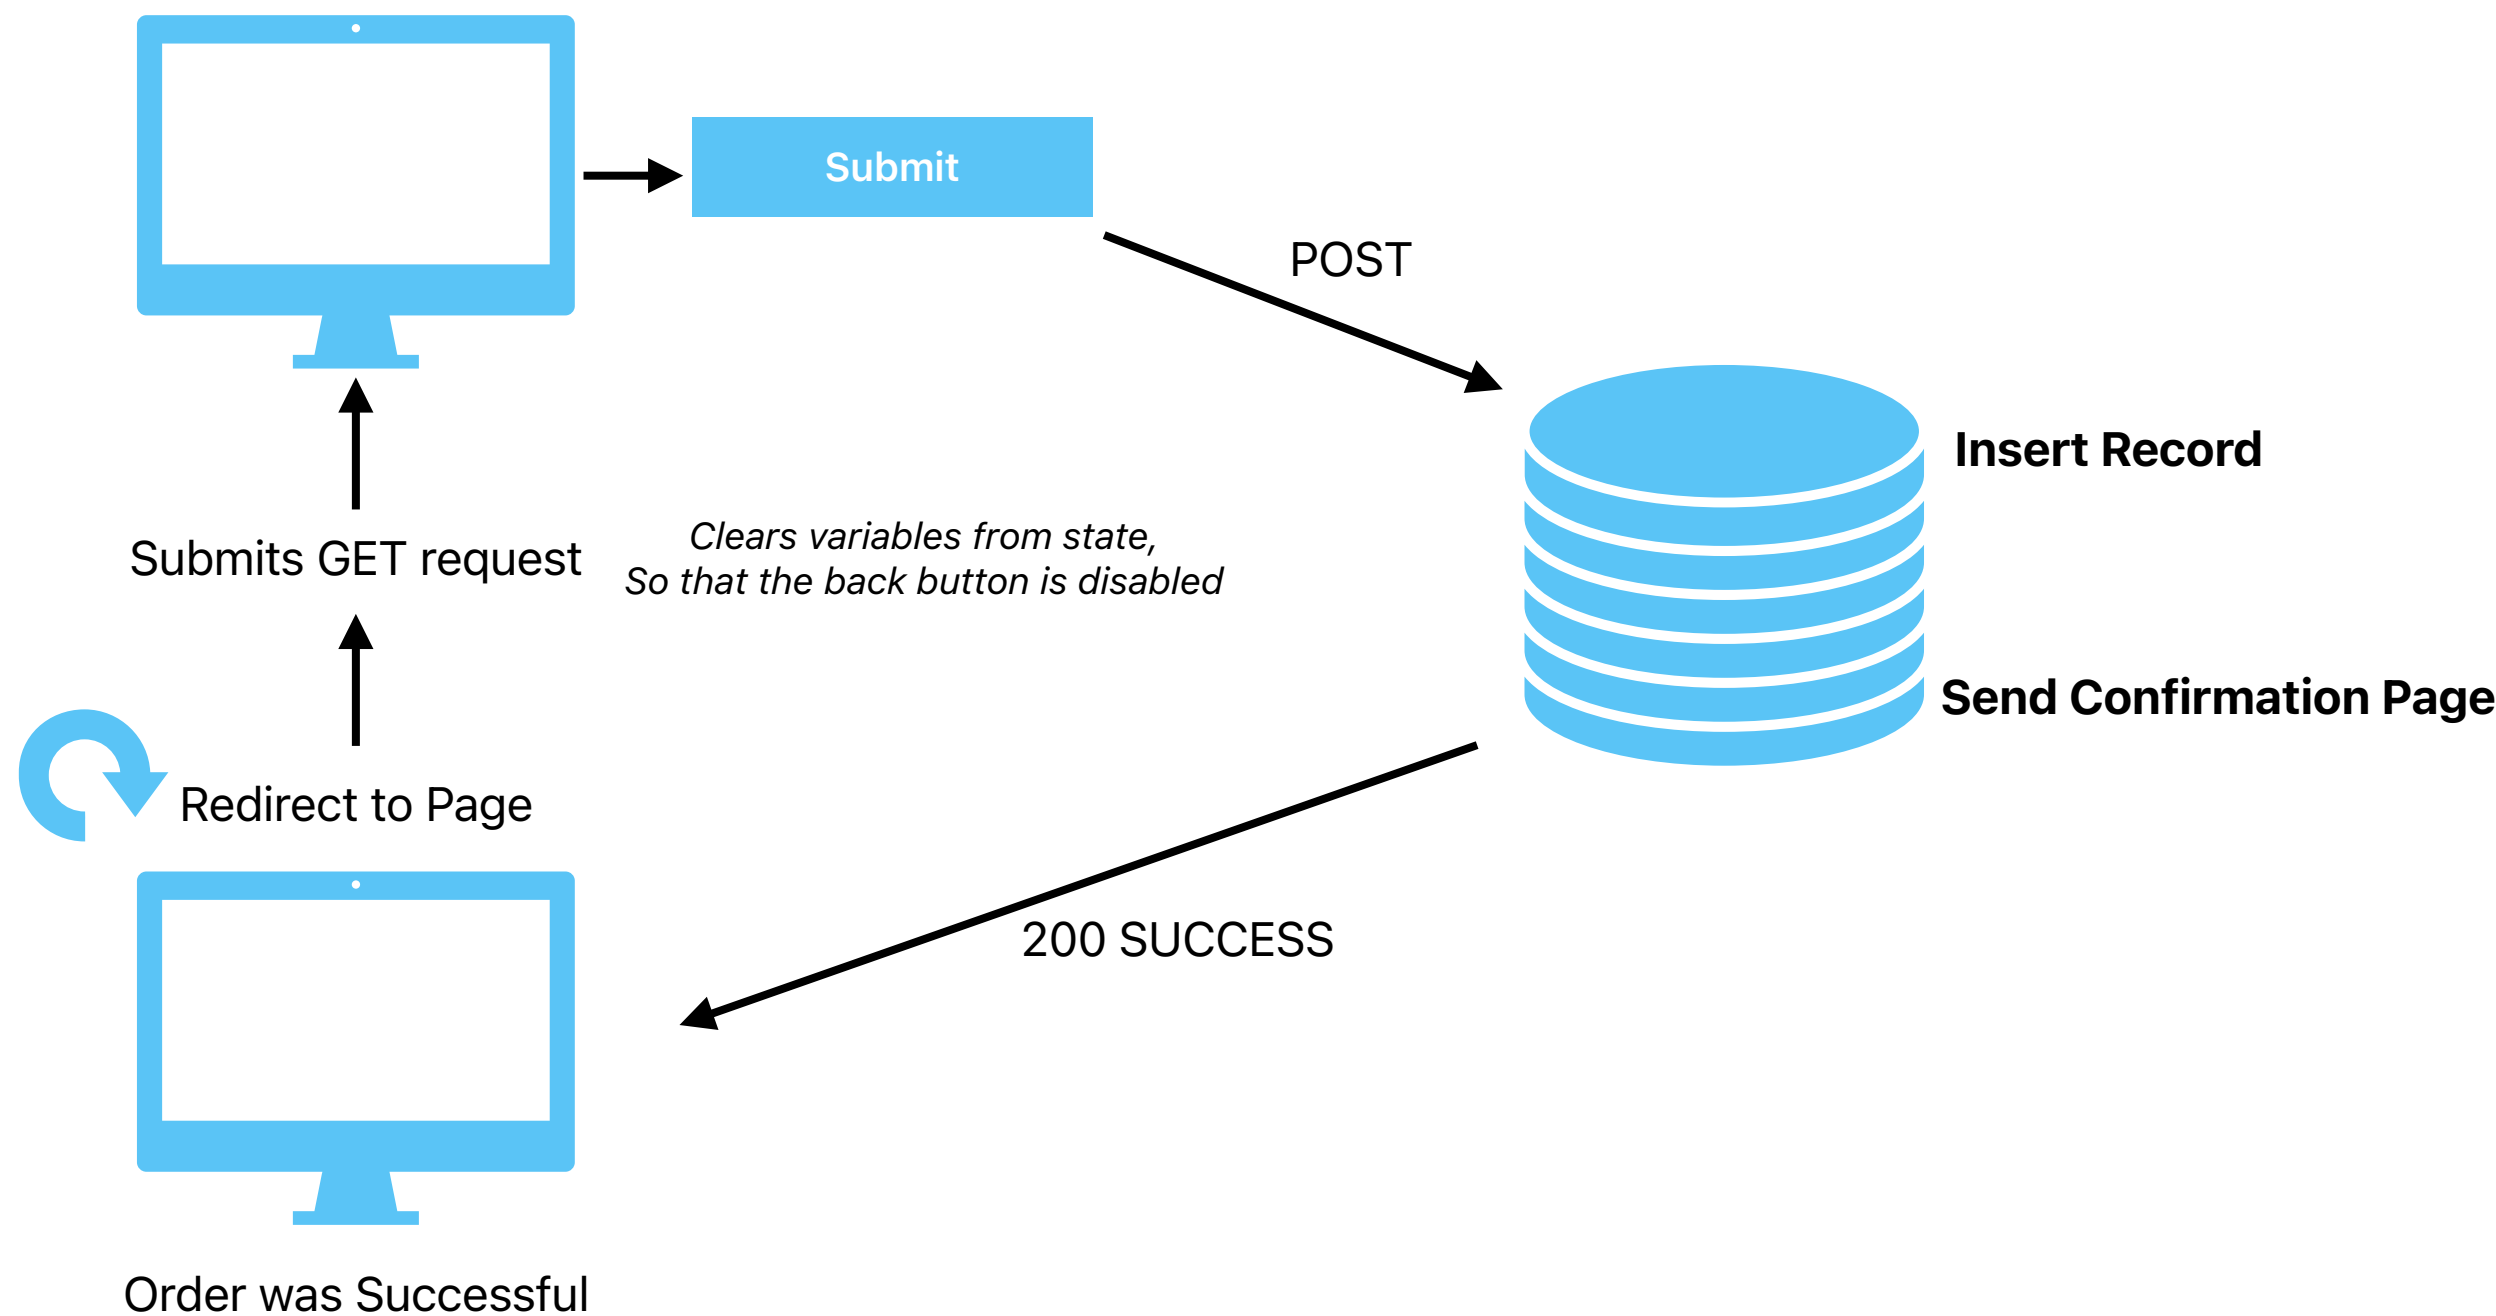 Submit
POST
Insert Record
Submits GET request
Clears variables from state,
So that the back button is disabled
Send Confirmation Page
Redirect to Page
200 SUCCESS
Order was Successful